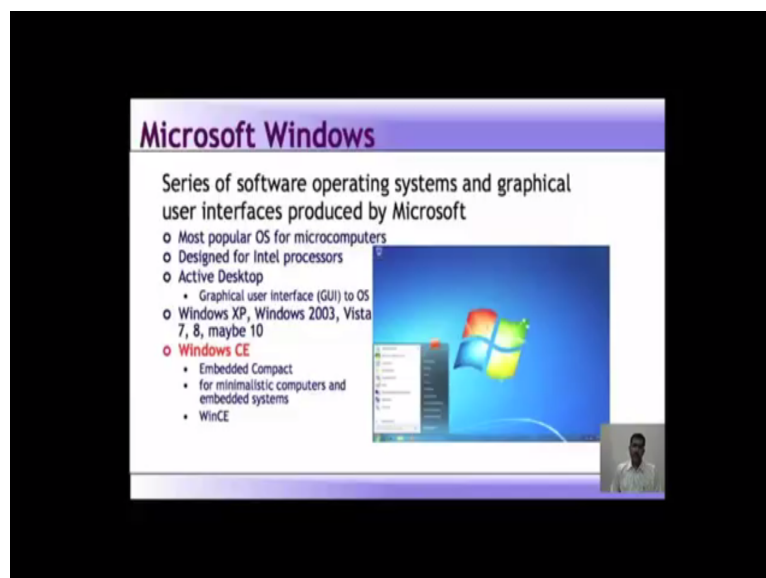 Microsoft Windows
Series of software operating systems and graphical
user interfaces produced by Microsoft
Most popular OS for microcomputers
Designed for Intel processors
Active Desktop
Graphical user interface (GUI) to OS
Windows XP, Windows 2003, Vista
7, 8, maybe 10
Windows CE
Embedded Compact
for minimalistic computers and
embedded systems
WinCE